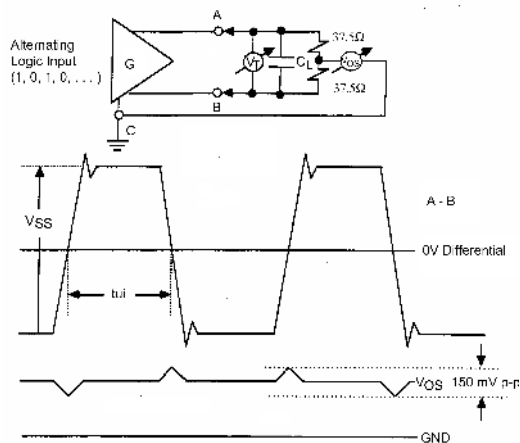 A
37.5Ω
Alternating
Logic Input
(1, 0, 1, 0, . . . )
G
VT
CL
VOS
37.5Ω
B
C
VSS
A - B
0V Differential
tui
VOS 150 mV p-p
GND